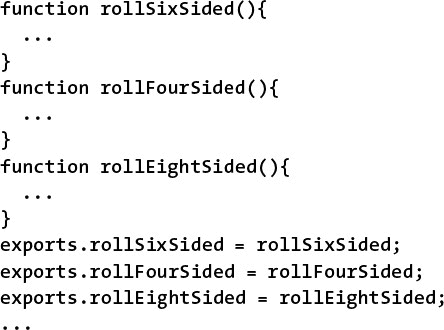 function rollSixSided(){
...
}
function rollFourSided(){
...
}
function rollEightSided(){
...
}
exports.rollSixSided = rollSixSided;
exports.rollFourSided = rollFourSided;
exports.rollEightSided = rollEightSided;
...